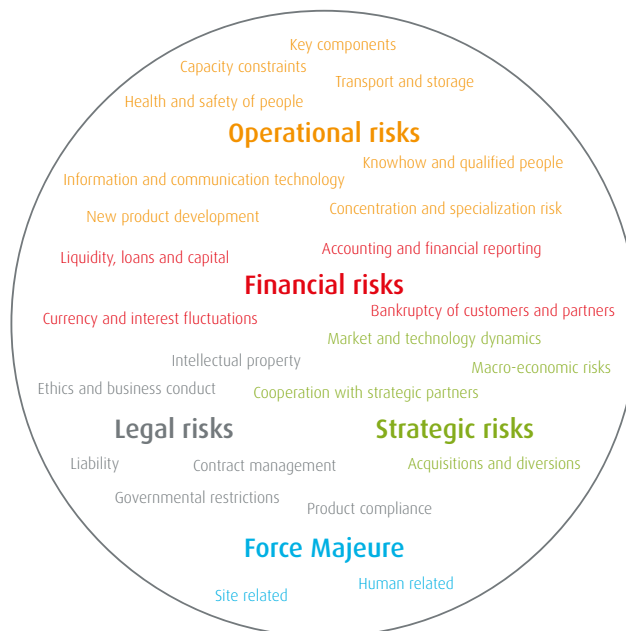 Key components
Capacity constraints
Transport and storage
Health and safety of people
Operational risks
Knowhow and qualified people
Information and communication technology
Concentration and specialization risk
New product development
Accounting and financial reporting
Liquidity, loans and capital
Financial risks
Bankruptcy of customers and partners
Currency and interest fluctuations
Market and technology dynamics
Intellectual property
Macro-economic risks
Ethics and business conduct
Cooperation with strategic partners
Legal risks
Strategic risks
Liability
Contract management
Acquisitions and diversions
Governmental restrictions
Product compliance
Force Majeure
Human related
Site related